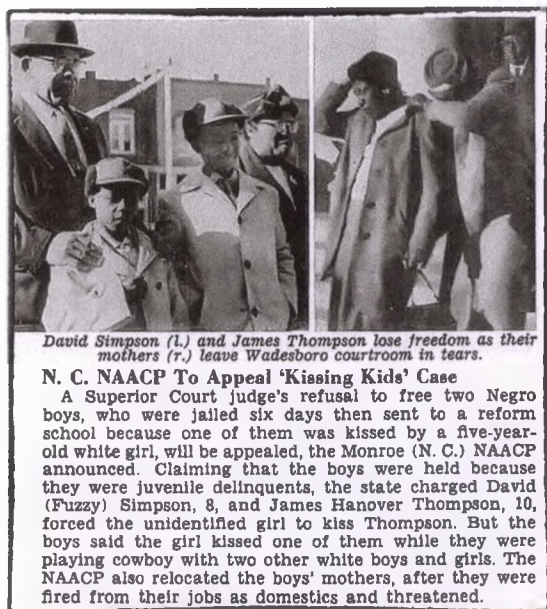 David Simpson (l.) and James Thompson lose freedom as their
mothers (r.) leave Wadesboro courtroom in tears.
N. C. NAACP To Appeal 'Kissing Kids' Case
A Superior Court judge's refusal to free two Negro
boys, who were jailed six days then sent to a reform
school because one of them was kissed by a five-year-
old white girl, will be appealed, the Monroe (N. C.) NAACP
announced. Claiming that the boys were held because
they were juvenile delinquents, the state charged David
(Fuzzy) Simpson, 8, and James Hanover Thompson, 10,
forced the unidentified girl to kiss Thompson. But the
boys said the girl kissed one of them while they were
playing cowboy with two other white boys and girls. The
NAACP also relocated the boys' mothers, after they were
fired from their jobs as domestics and threatened.